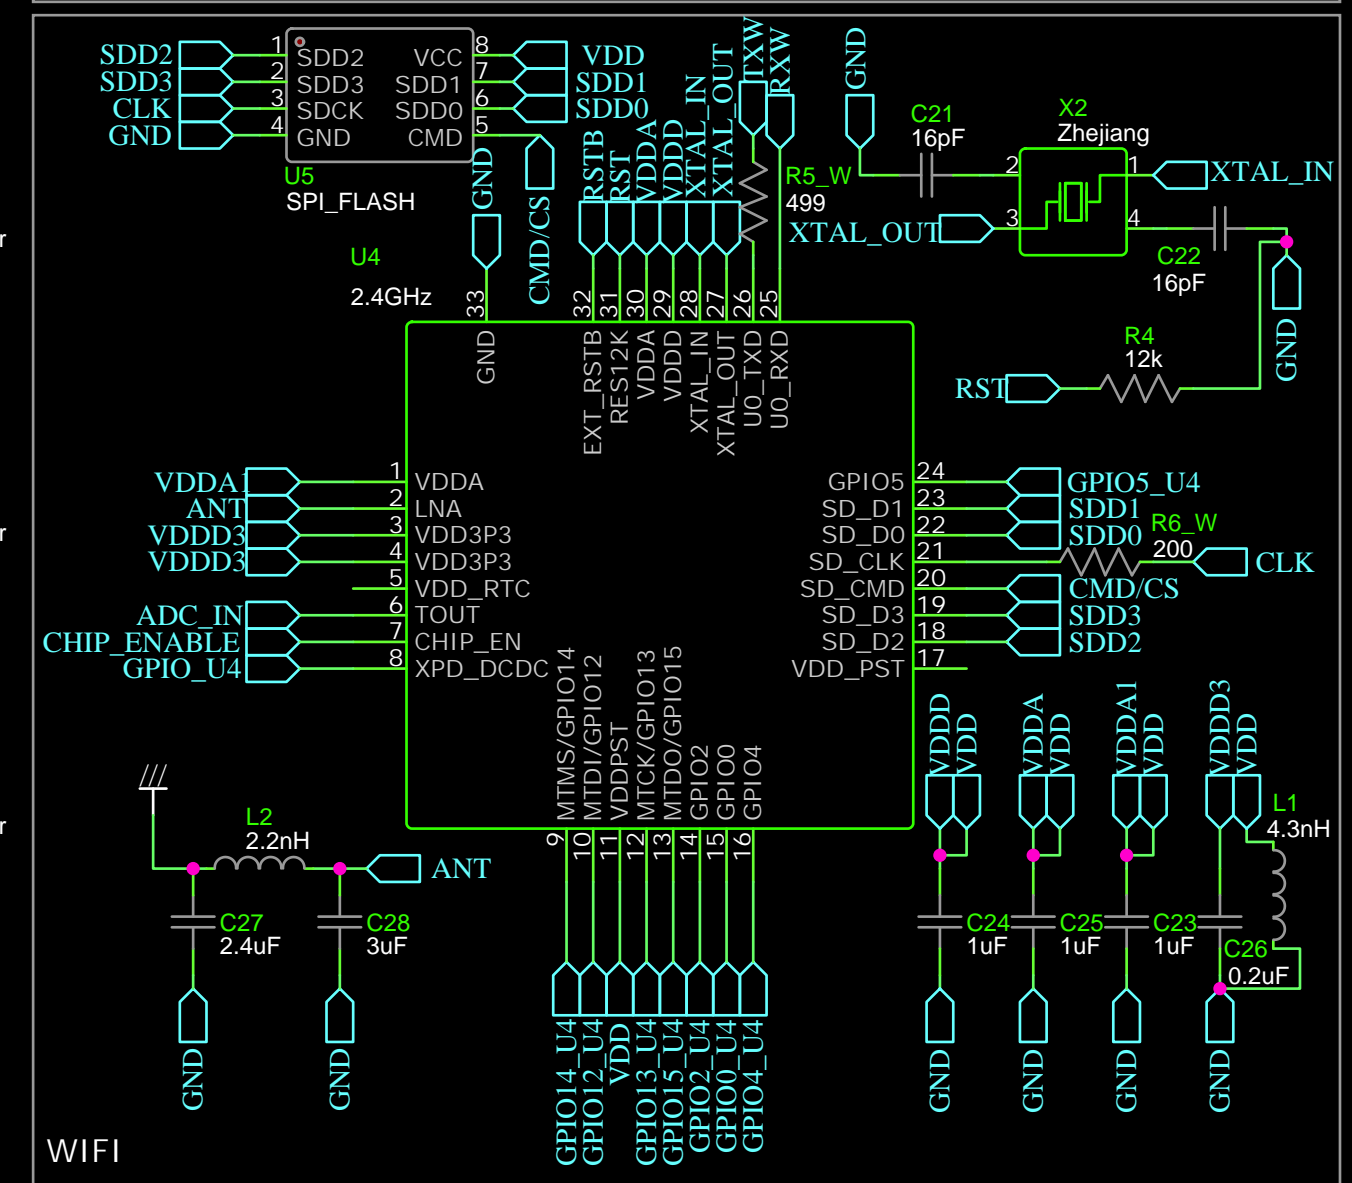 SDD2
SDD3
CLK
GND
1
2
3
4
SDD2
SDD3
SDCK
GND
VCC
SDD1
SDD0
CMD
8
7
6
5
VDD
SDD1
SDD0
CMD/CS
U5
SPI_FLASH
GND
RSTB
RST
VDDA
VDDD
XTAL_IN
XTAL_OUT
TXW
RXW
R5_W
499
GND
C21
16pF
X2
Zhejiang
2
1
3
4
XTAL_IN
XTAL_OUT
C22
16pF
GND
R4
12k
RST
U4
2.4GHz
33
32
31
30
29
28
27
26
25
GND
EXT_RSTB
RES12K
VDDA
VDDD
XTAL_IN
XTAL_OUT
U0_TXD
U0_RXD
VDDA1
ANT
VDDD3
VDDD3
ADC_IN
CHIP_ENABLE
GPIO_U4
1
2
3
4
5
6
7
8
VDDA
LNA
VDD3P3
VDD3P3
VDD_RTC
TOUT
CHIP_EN
XPD_DCDC
GPIO5
SD_D1
SD_D0
SD_CLK
SD_CMD
SD_D3
SD_D2
VDD_PST
24
23
22
21
20
19
18
17
GPIO5_U4
SDD1
SDD0
R6_W
200
CLK
CMD/CS
SDD3
SDD2
MTMS/GPIO14
MTDI/GPIO12
VDDPST
MTCK/GPIO13
MTDO/GPIO15
GPIO2
GPIO0
GPIO4
9
10
11
12
13
14
15
16
GPIO14_U4
GPIO12_U4
VDD
GPIO13_U4
GPIO15_U4
GPIO2_U4
GPIO0_U4
GPIO4_U4
L2
2.2nH
ANT
C27
2.4uF
C28
3uF
GND
GND
VDDD
VDD
VDDA
VDD
VDDA1
VDD
VDDD3
VDD
L1
4.3nH
C24
1uF
C25
1uF
C23
1uF
C26
0.2uF
GND
GND
GND
GND
WIFI
r
r
r